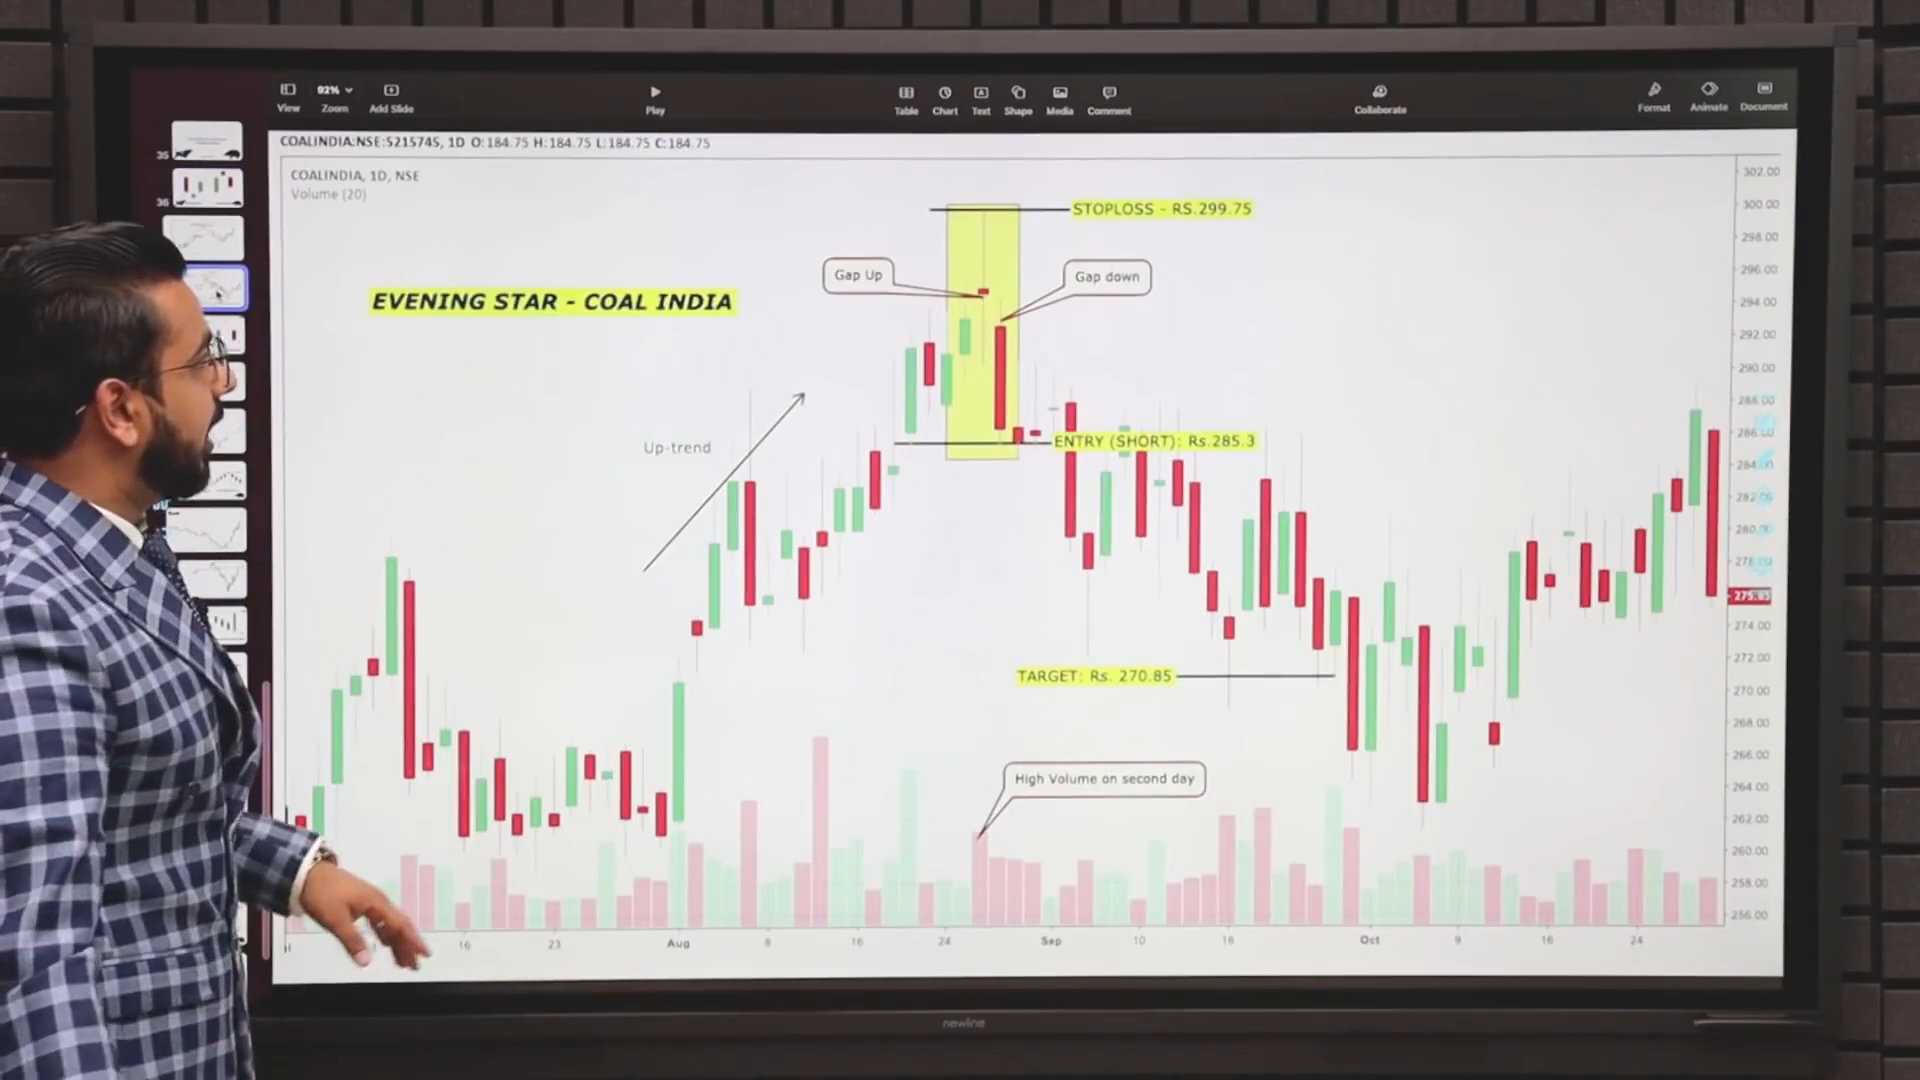 92%
View
Zoom
Add Slide
Play
Table
Chart
Text
Shape
Media
Comment
Collaborate
Format
Animate
Document
35
36
COALINDIA:NSE:5215745, 1D O:184.75 H:184.75 L:184.75 C:184.75
COALINDIA, 1D, NSE
Volume (20)
STOPLOSS - RS.299.75
Gap Up
Gap down
EVENING STAR - COAL INDIA
Up-trend
ENTRY (SHORT): Rs.285.3
TARGET: Rs. 270.85
High Volume on second day
302.00
300.00
298.00
296.00
294.00
292.00
290.00
288.00
286.00
284.00
282.00
280.00
278.00
275.85
274.00
272.00
270.00
268.00
266.00
264.00
262.00
260.00
258.00
256.00
16
23
Aug
16
24
Sep
10
Oct
9
16
24
newline